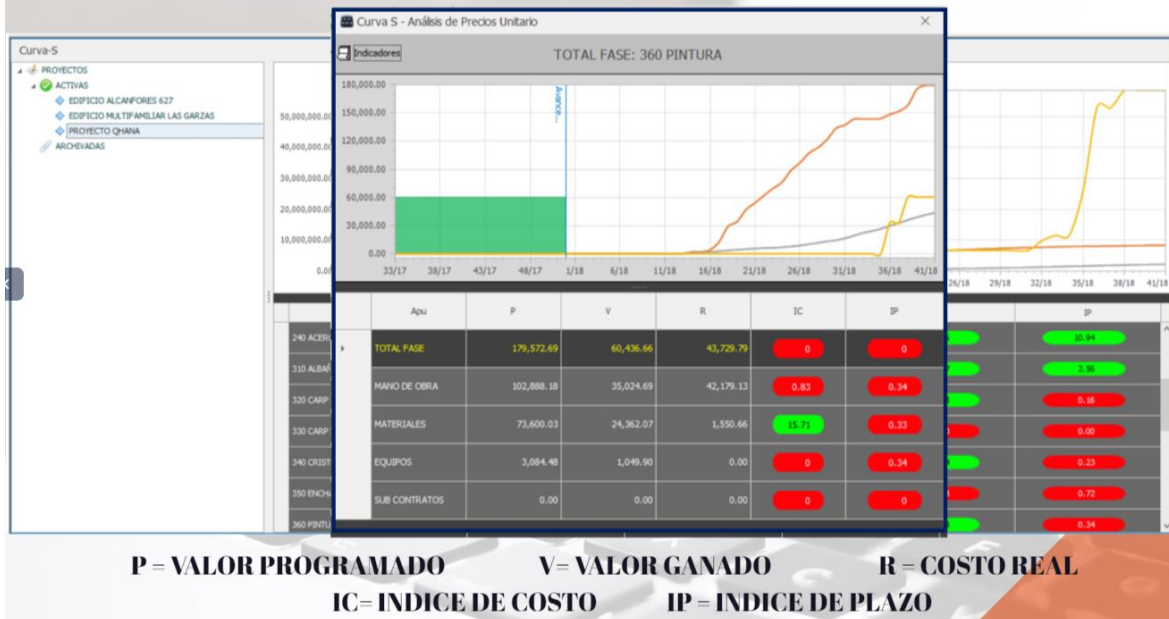 Curva S - Análisis de Precios Unitario
Indicadores
TOTAL FASE: 360 PINTURA
Curva-S
PROYECTOS
ACTIVAS
EDIFICIO ALCANFORES 627
EDIFICIO MULTIFAMILIAR LAS GARZAS
PROYECTO QHANA
ARCHIVADAS
50,000,000.00
40,000,000.00
30,000,000.00
20,000,000.00
10,000,000.00
0.00
180,000.00
150,000.00
120,000.00
90,000.00
60,000.00
30,000.00
0.00
Avance...
33/17 38/17 43/17 48/17 1/18 6/18 11/18 16/18 21/18 26/18 31/18 36/18 41/18
26/18 29/18 32/18 35/18 38/18 41/18
Apu P V R IC IP
TOTAL FASE 179,572.69 60,436.66 43,729.79 0 0
MANO DE OBRA 102,888.18 35,024.69 42,179.13 0.83 0.34
MATERIALES 73,600.03 24,362.07 1,550.66 15.71 0.33
EQUIPOS 3,084.48 1,049.90 0.00 0 0.34
SUB CONTRATOS 0.00 0.00 0.00 0 0
IP
240 ACER 10.94
310 ALBAÑ 2.56
320 CARP 0.16
330 CARP 0.00
340 CRIST 0.23
350 ENCH 0.72
360 PINTU 0.34
P = VALOR PROGRAMADO V= VALOR GANADO R = COSTO REAL
IC= INDICE DE COSTO IP = INDICE DE PLAZO